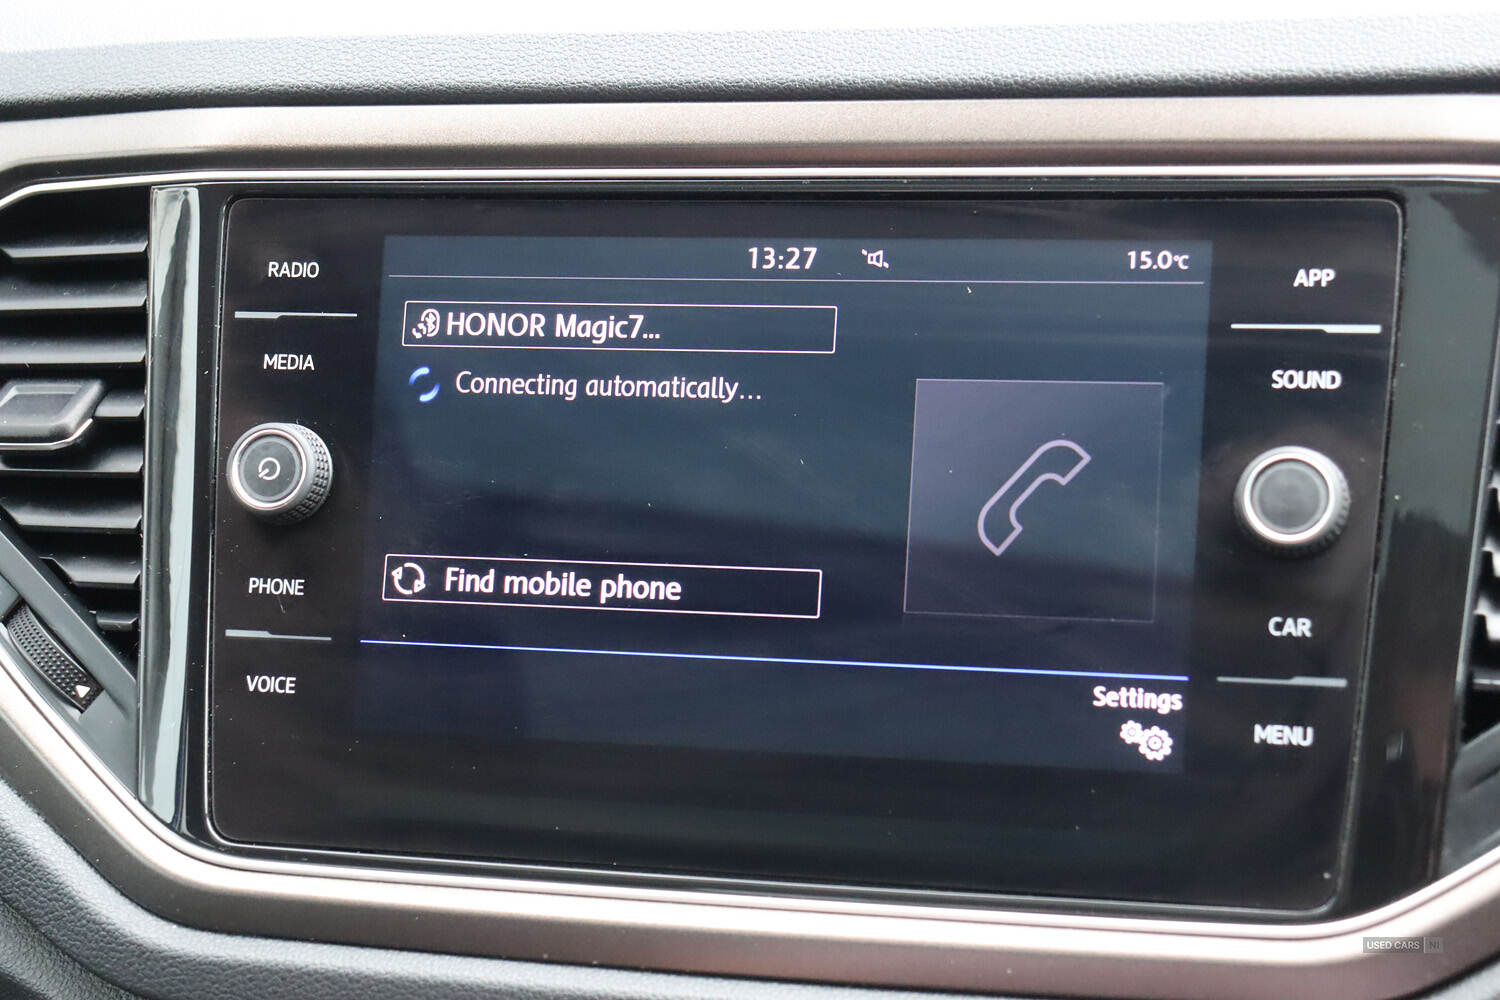 RADIO
MEDIA
PHONE
VOICE
13:27
15.0°C
HONOR Magic7...
Connecting automatically...
Find mobile phone
Settings
APP
SOUND
CAR
MENU
USED CARS NI